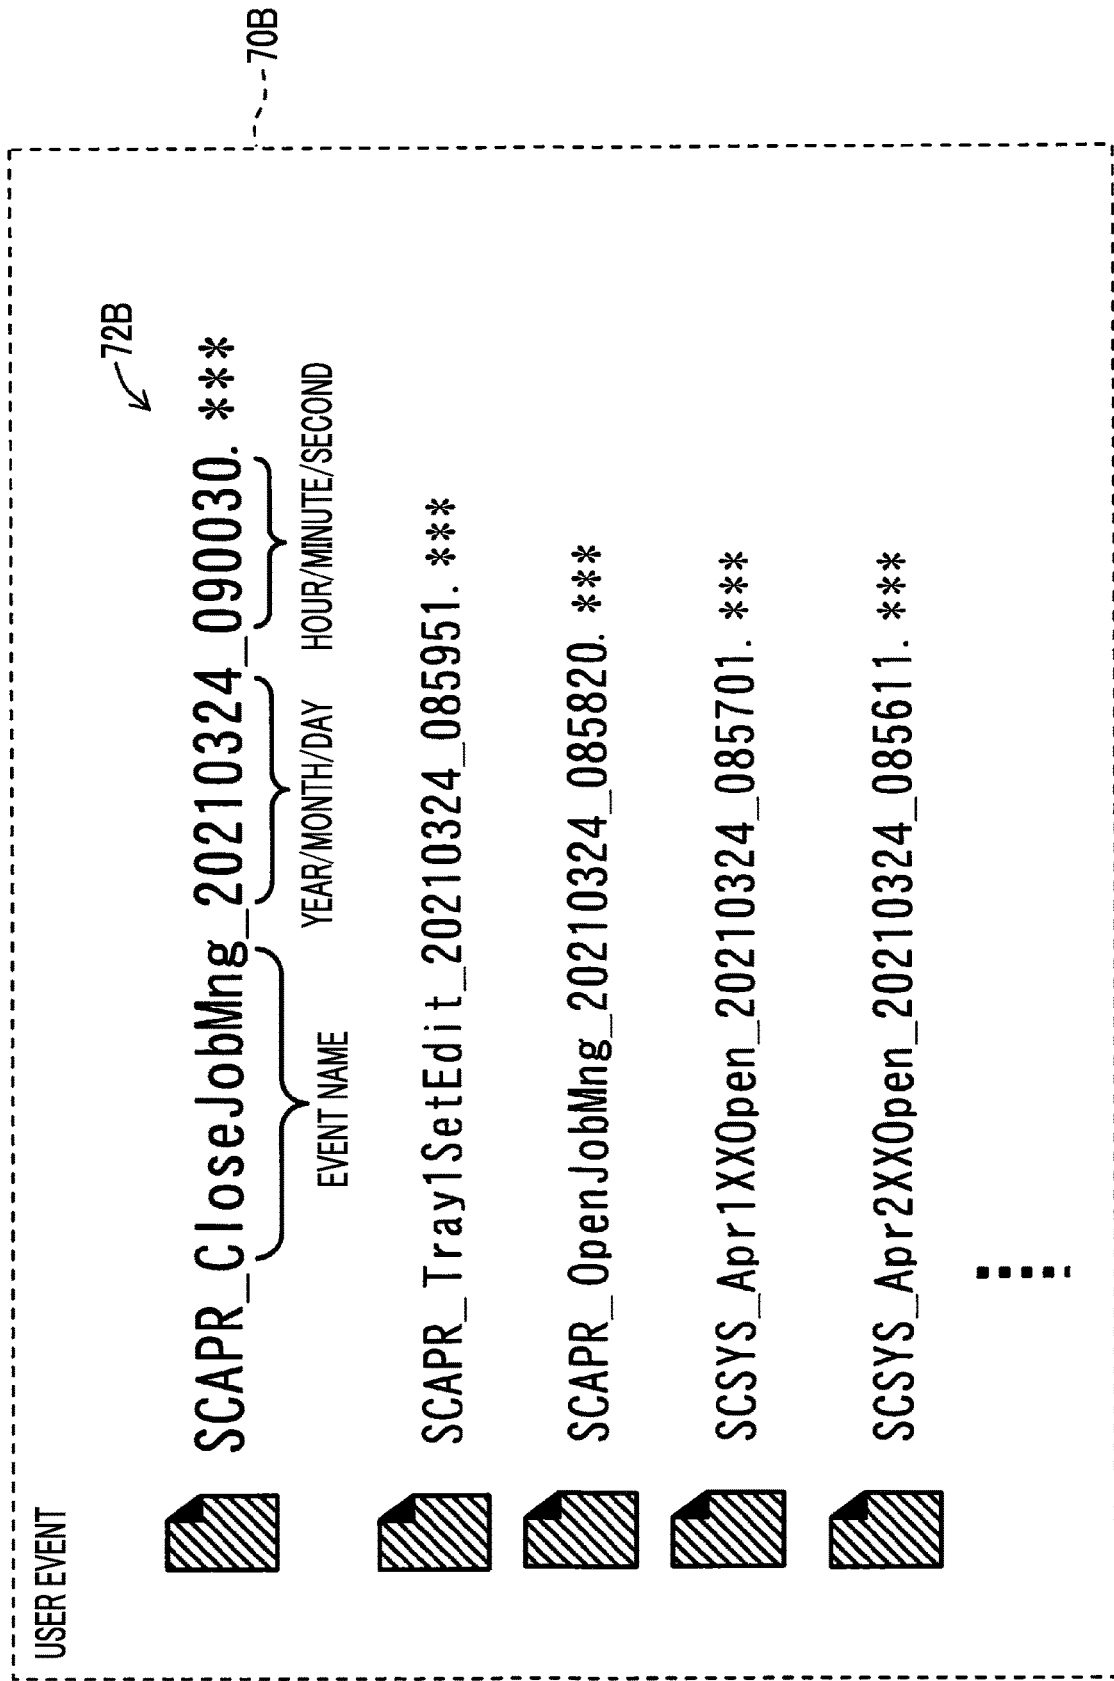 USER EVENT
70B
72B
SCAPR_CloseJobMng_20210324_090030. ***
EVENT NAME
YEAR/MONTH/DAY
HOUR/MINUTE/SECOND
SCAPR_Tray1SetEdit_20210324_085951. ***
SCAPR_OpenJobMng_20210324_085820. ***
SCSYS_Apr1XXOpen_20210324_085701. ***
SCSYS_Apr2XXOpen_20210324_085611. ***